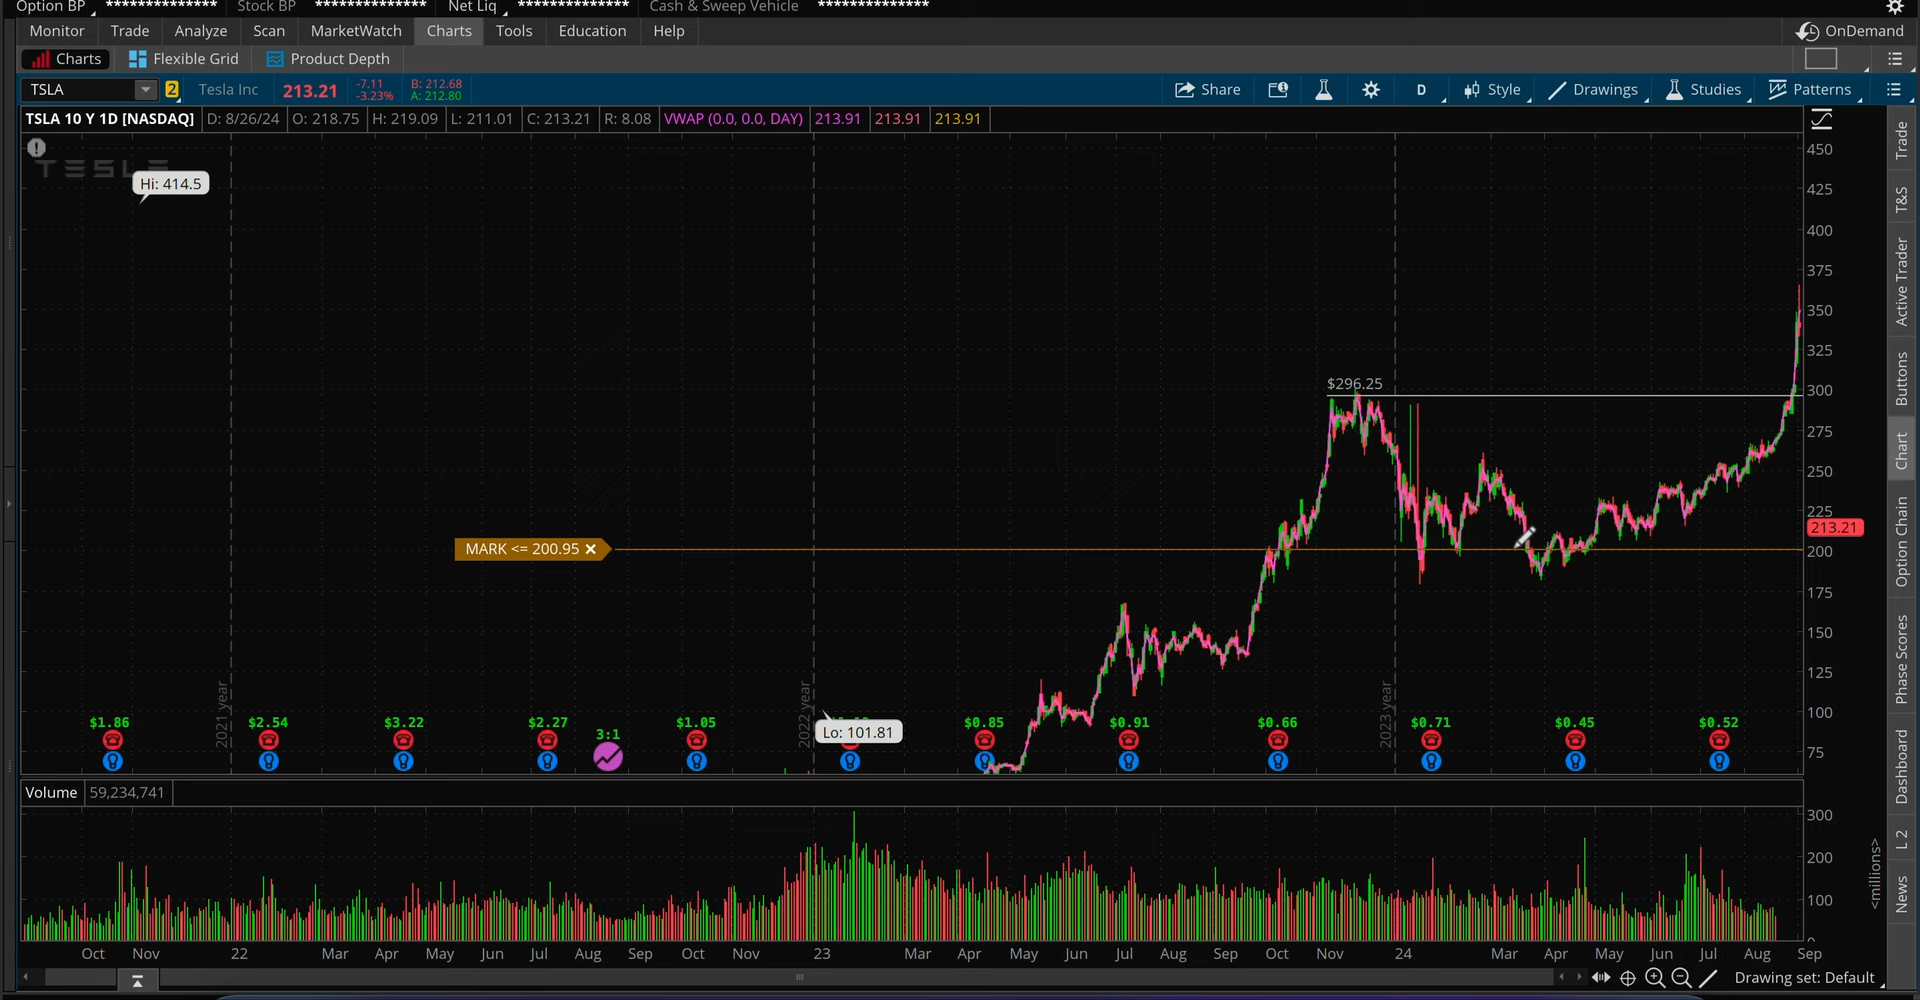 Option BP ************** Stock BP ************** Net Liq ************** Cash & Sweep Vehicle **************
Monitor Trade Analyze Scan MarketWatch Charts Tools Education Help OnDemand
Charts Flexible Grid Product Depth
TSLA 2 Tesla Inc 213.21 -7.11 -3.23% B: 212.68 A: 212.80 Share D Style Drawings Studies Patterns
TSLA 10 Y 1D [NASDAQ] D: 8/26/24 O: 218.75 H: 219.09 L: 211.01 C: 213.21 R: 8.08 VWAP (0.0, 0.0, DAY) 213.91 213.91 213.91
450
Hi: 414.5
425
400
375
350
325
$296.25
300
275
250
225
213.21
MARK <= 200.95 ×
200
175
150
125
100
75
2021 year
2022 year
2023 year
$1.86 $2.54 $3.22 $2.27 $1.05 $0.85 $0.91 $0.66 $0.71 $0.45 $0.52
3:1
Lo: 101.81
Volume 59,234,741
300
200
100
0
<millions>
Oct Nov 22 Mar Apr May Jun Jul Aug Sep Oct Nov 23 Mar Apr May Jun Jul Aug Sep Oct Nov 24 Mar Apr May Jun Jul Aug Sep
Drawing set: Default
Trade
T&S
Active Trader
Buttons
Chart
Option Chain
Phase Scores
Dashboard
L 2
News